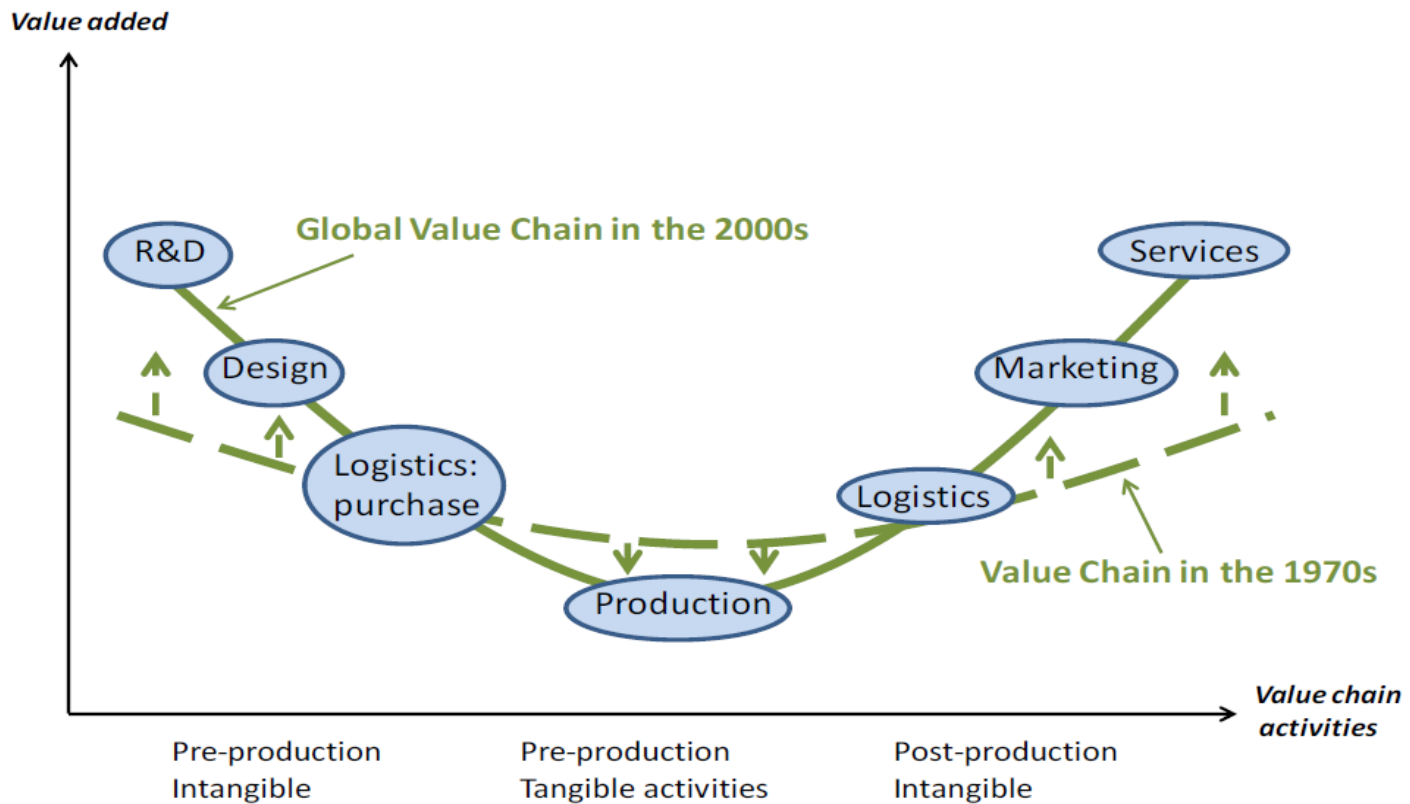 Value added
Global Value Chain in the 2000s
R&D
Services
Design
Marketing
Logistics:
purchase
Logistics
Value Chain in the 1970s
Production
Value chain
activities
Pre-production
Intangible
Pre-production
Tangible activities
Post-production
Intangible